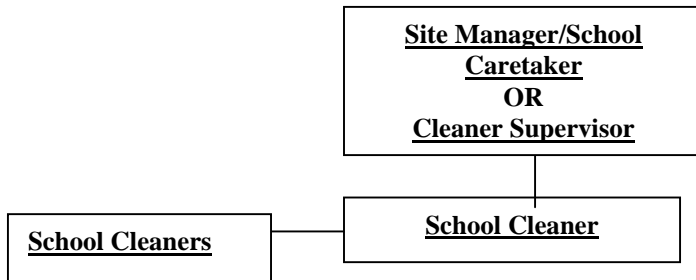 Site Manager/School
Caretaker
OR
Cleaner Supervisor
School Cleaner
School Cleaners